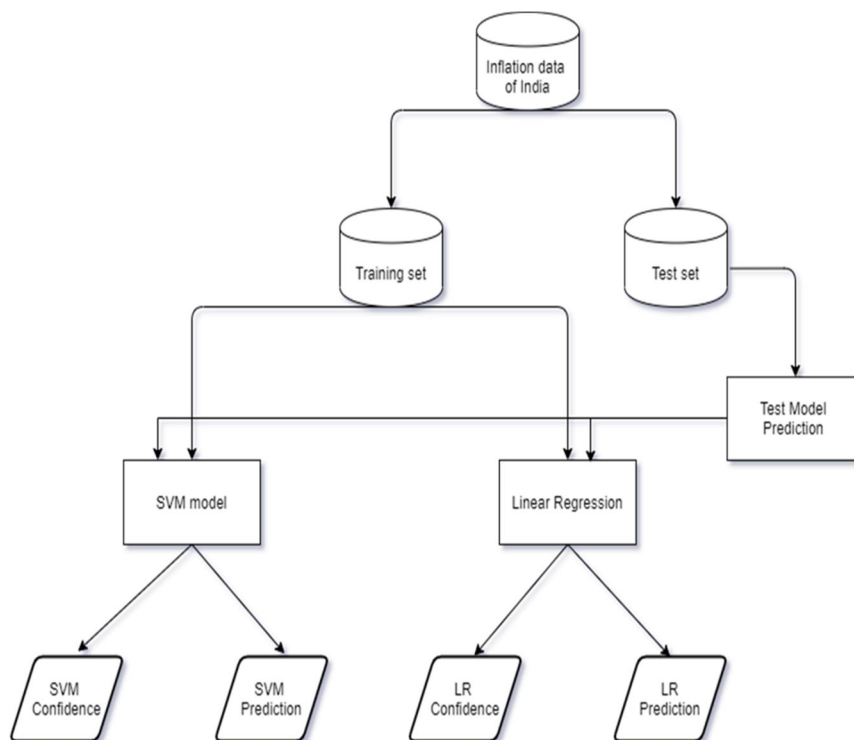 Inflation data
of India
Training set
Test set
Test Model
Prediction
SVM model
Linear Regression
SVM
Confidence
SVM
Prediction
LR
Confidence
LR
Prediction